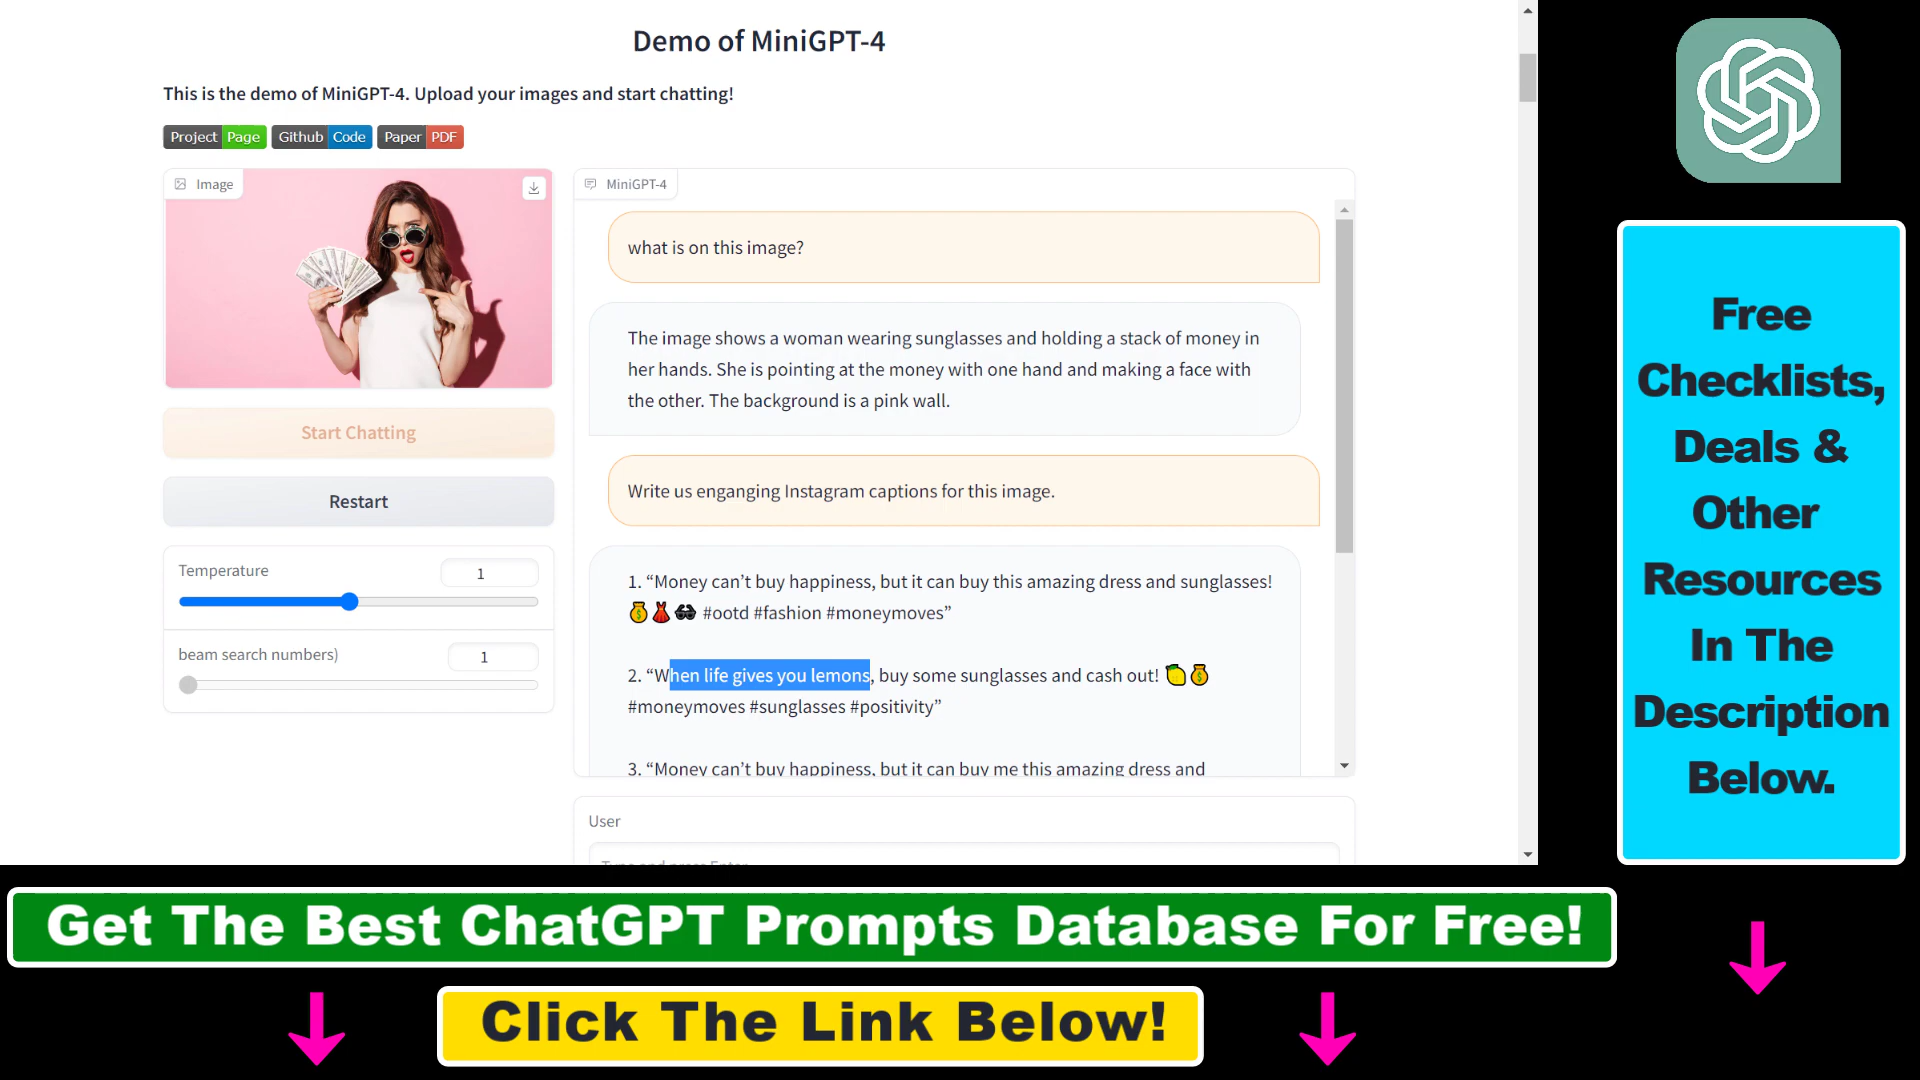 Demo of MiniGPT-4
This is the demo of MiniGPT-4. Upload your images and start chatting!
Project Page Github Code Paper PDF
Image
MiniGPT-4
what is on this image?
The image shows a woman wearing sunglasses and holding a stack of money in
her hands. She is pointing at the money with one hand and making a face with
the other. The background is a pink wall.
Start Chatting
Restart
Write us enganging Instagram captions for this image.
Temperature
1
beam search numbers)
1
1. “Money can’t buy happiness, but it can buy this amazing dress and sunglasses!
💰👗🕶 #ootd #fashion #moneymoves”
2. “When life gives you lemons, buy some sunglasses and cash out! 🍋💰
#moneymoves #sunglasses #positivity”
3. “Money can’t buy happiness, but it can buy me this amazing dress and
User
Type and press Enter
Free
Checklists,
Deals &
Other
Resources
In The
Description
Below.
Get The Best ChatGPT Prompts Database For Free!
Click The Link Below!